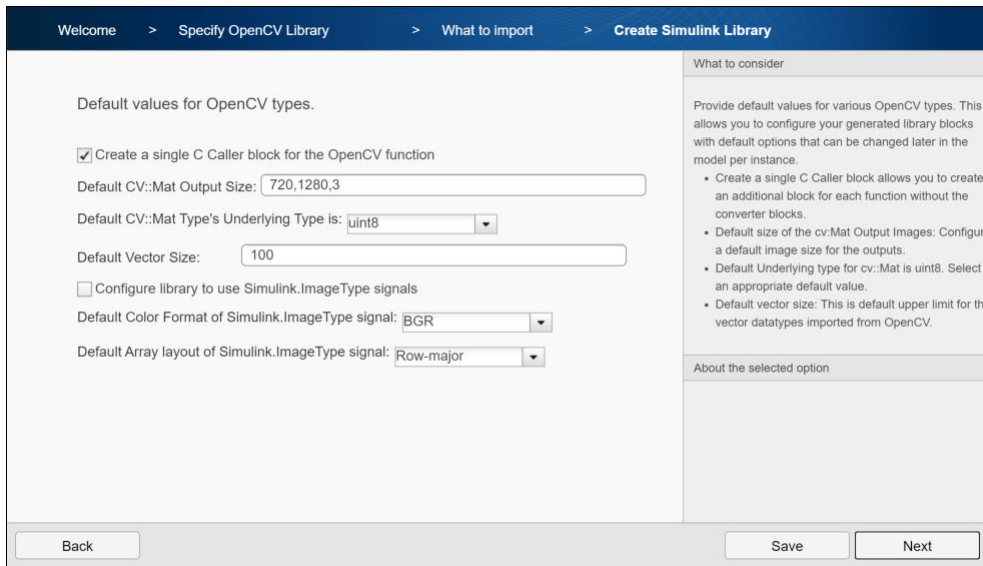 Welcome > Specify OpenCV Library > What to import > Create Simulink Library
Default values for OpenCV types.
Create a single C Caller block for the OpenCV function
Default CV::Mat Output Size: 720,1280,3
Default CV::Mat Type's Underlying Type is: uint8
Default Vector Size: 100
Configure library to use Simulink.ImageType signals
Default Color Format of Simulink.ImageType signal: BGR
Default Array layout of Simulink.ImageType signal: Row-major
What to consider
Provide default values for various OpenCV types. This
allows you to configure your generated library blocks
with default options that can be changed later in the
model per instance.
• Create a single C Caller block allows you to create
an additional block for each function without the
converter blocks.
• Default size of the cv:Mat Output Images: Configur
a default image size for the outputs.
• Default Underlying type for cv::Mat is uint8. Select
an appropriate default value.
• Default vector size: This is default upper limit for th
vector datatypes imported from OpenCV.
About the selected option
Back
Save
Next